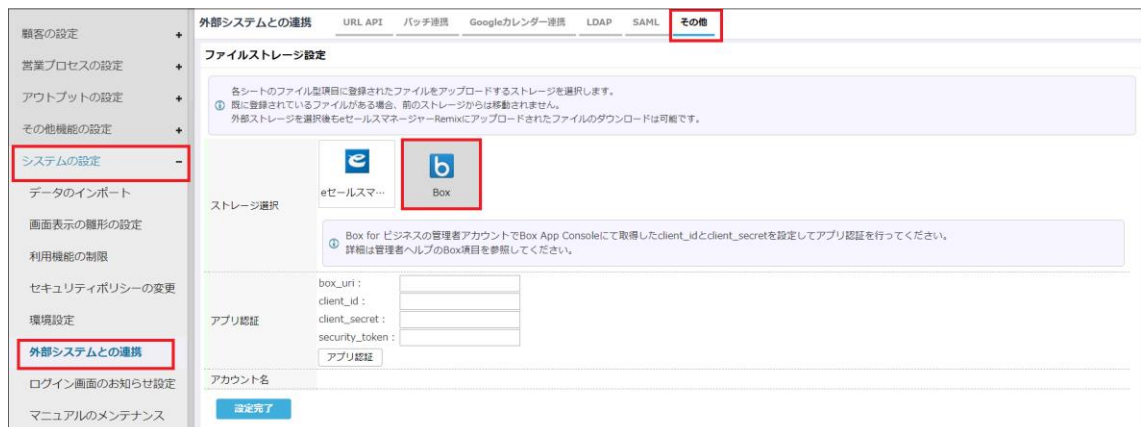 顧客の設定 +
営業プロセスの設定 +
アウトプットの設定 +
その他機能の設定 +
システムの設定 −
データのインポート
画面表示の雛形の設定
利用機能の制限
セキュリティポリシーの変更
環境設定
外部システムとの連携
ログイン画面のお知らせ設定
マニュアルのメンテナンス
外部システムとの連携 URL API バッチ連携 Googleカレンダー連携 LDAP SAML その他
ファイルストレージ設定
各シートのファイル型項目に登録されたファイルをアップロードするストレージを選択します。
既に登録されているファイルがある場合、前のストレージからは移動されません。
外部ストレージを選択後もeセールスマネージャーRemixにアップロードされたファイルのダウンロードは可能です。
ストレージ選択
eセールスマ… Box
Box for ビジネスの管理者アカウントでBox App Consoleにて取得したclient_idとclient_secretを設定してアプリ認証を行ってください。
詳細は管理者ヘルプのBox項目を参照してください。
アプリ認証
box_uri :
client_id :
client_secret :
security_token :
アプリ認証
アカウント名
設定完了